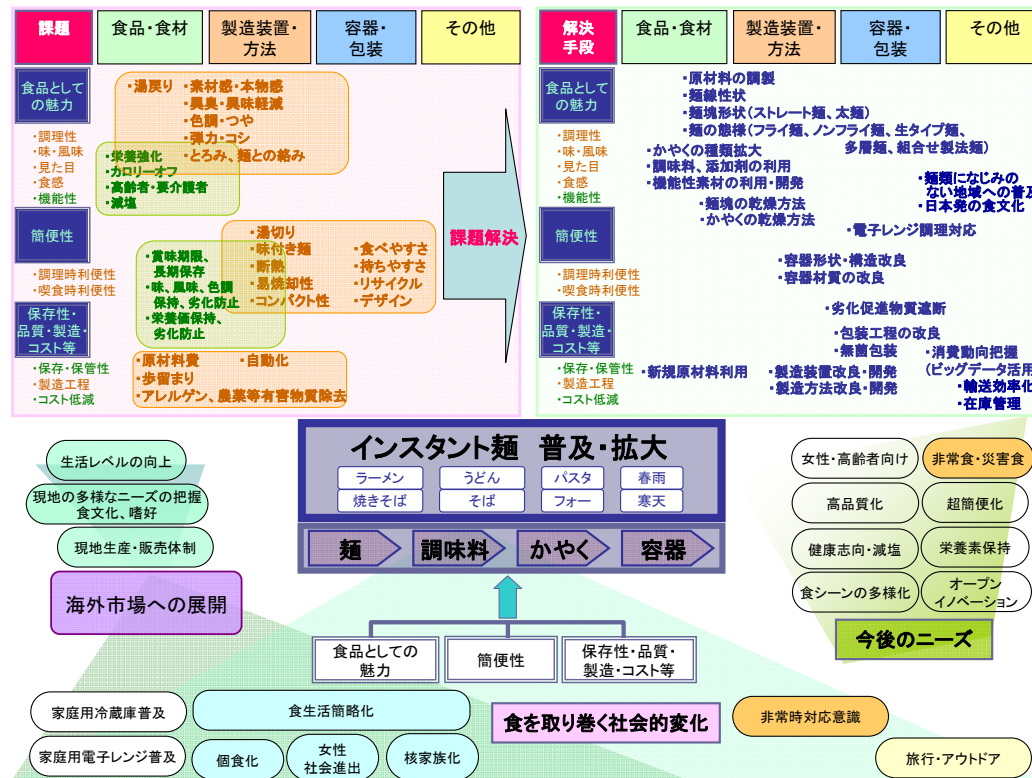 課題
食品・食材
製造装置・
方法
容器・
包装
その他
食品として
の魅力
・調理性
・味・風味
・見た目
・食感
・機能性
・湯戻り
・素材感・本物感
・異臭・異味軽減
・色調・つや
・弾力・コシ
・とろみ、麺との絡み
・栄養強化
・カロリーオフ
・高齢者・要介護者
・減塩
簡便性
・調理時利便性
・喫食時利便性
・湯切り
・味付き麺
・断熱
・易焼却性
・コンパクト性
・食べやすさ
・持ちやすさ
・リサイクル
・デザイン
・賞味期限、
長期保存
・味、風味、色調
保持、劣化防止
・栄養価保持、
劣化防止
保存性・
品質・製造・
コスト等
・保存・保管性
・製造工程
・コスト低減
・原材料費
・自動化
・歩留まり
・アレルゲン、農薬等有害物質除去
課題解決
解決
手段
食品・食材
製造装置・
方法
容器・
包装
その他
食品として
の魅力
・調理性
・味・風味
・見た目
・食感
・機能性
・原材料の調製
・麺線性状
・麺塊形状(ストレート麺、太麺)
・麺の態様(フライ麺、ノンフライ麺、生タイプ麺、
多層麺、組合せ製法麺)
・かやくの種類拡大
・調味料、添加剤の利用
・機能性素材の利用・開発
・麺塊の乾燥方法
・かやくの乾燥方法
・麺類になじみの
ない地域への普及
・日本発の食文化
簡便性
・調理時利便性
・喫食時利便性
・電子レンジ調理対応
・容器形状・構造改良
・容器材質の改良
保存性・
品質・製造・
コスト等
・保存・保管性
・製造工程
・コスト低減
・劣化促進物質遮断
・包装工程の改良
・無菌包装
・新規原材料利用
・製造装置改良・開発
・製造方法改良・開発
・消費動向把握
(ビッグデータ活用
・輸送効率化
・在庫管理
インスタント麺 普及・拡大
ラーメン
うどん
パスタ
春雨
焼きそば
そば
フォー
寒天
麺
調味料
かやく
容器
食品としての
魅力
簡便性
保存性・品質・
製造・コスト等
生活レベルの向上
現地の多様なニーズの把握
食文化、嗜好
現地生産・販売体制
海外市場への展開
女性・高齢者向け
非常食・災害食
高品質化
超簡便化
健康志向・減塩
栄養素保持
食シーンの多様化
オープン
イノベーション
今後のニーズ
家庭用冷蔵庫普及
食生活簡略化
家庭用電子レンジ普及
個食化
女性
社会進出
核家族化
食を取り巻く社会的変化
非常時対応意識
旅行・アウトドア